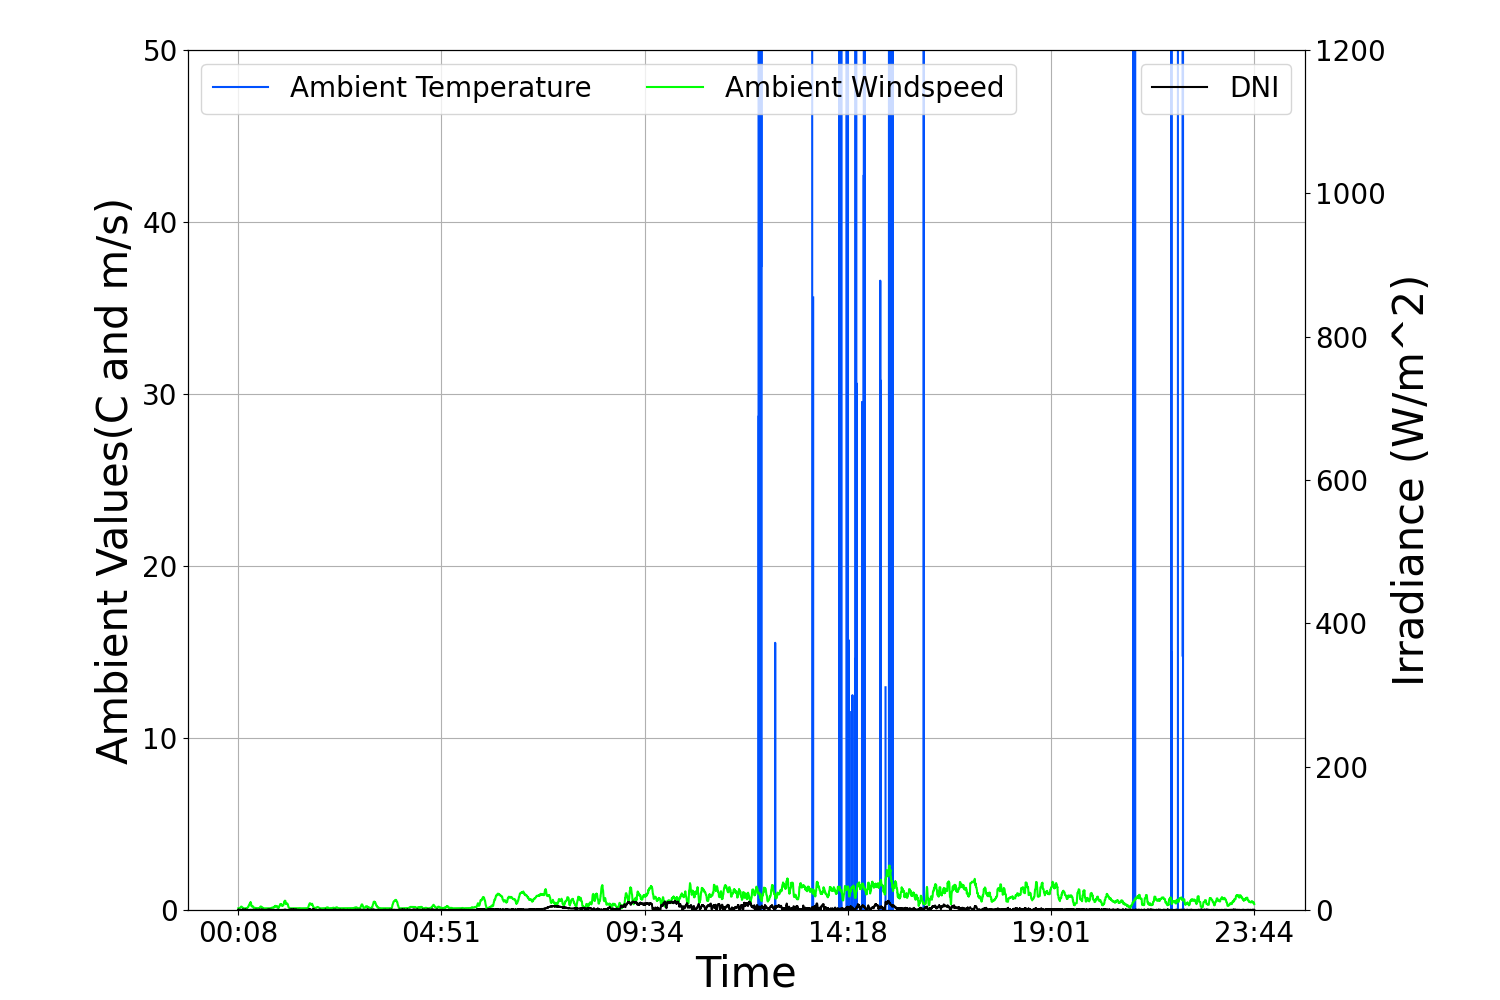 Ambient Temperature
Ambient Windspeed
DNI
Ambient Values(C and m/s)
50
40
30
20
10
0
1200
1000
800
600
400
200
0
Irradiance (W/m^2)
00:08 04:51 09:34 14:18 19:01 23:44
Time